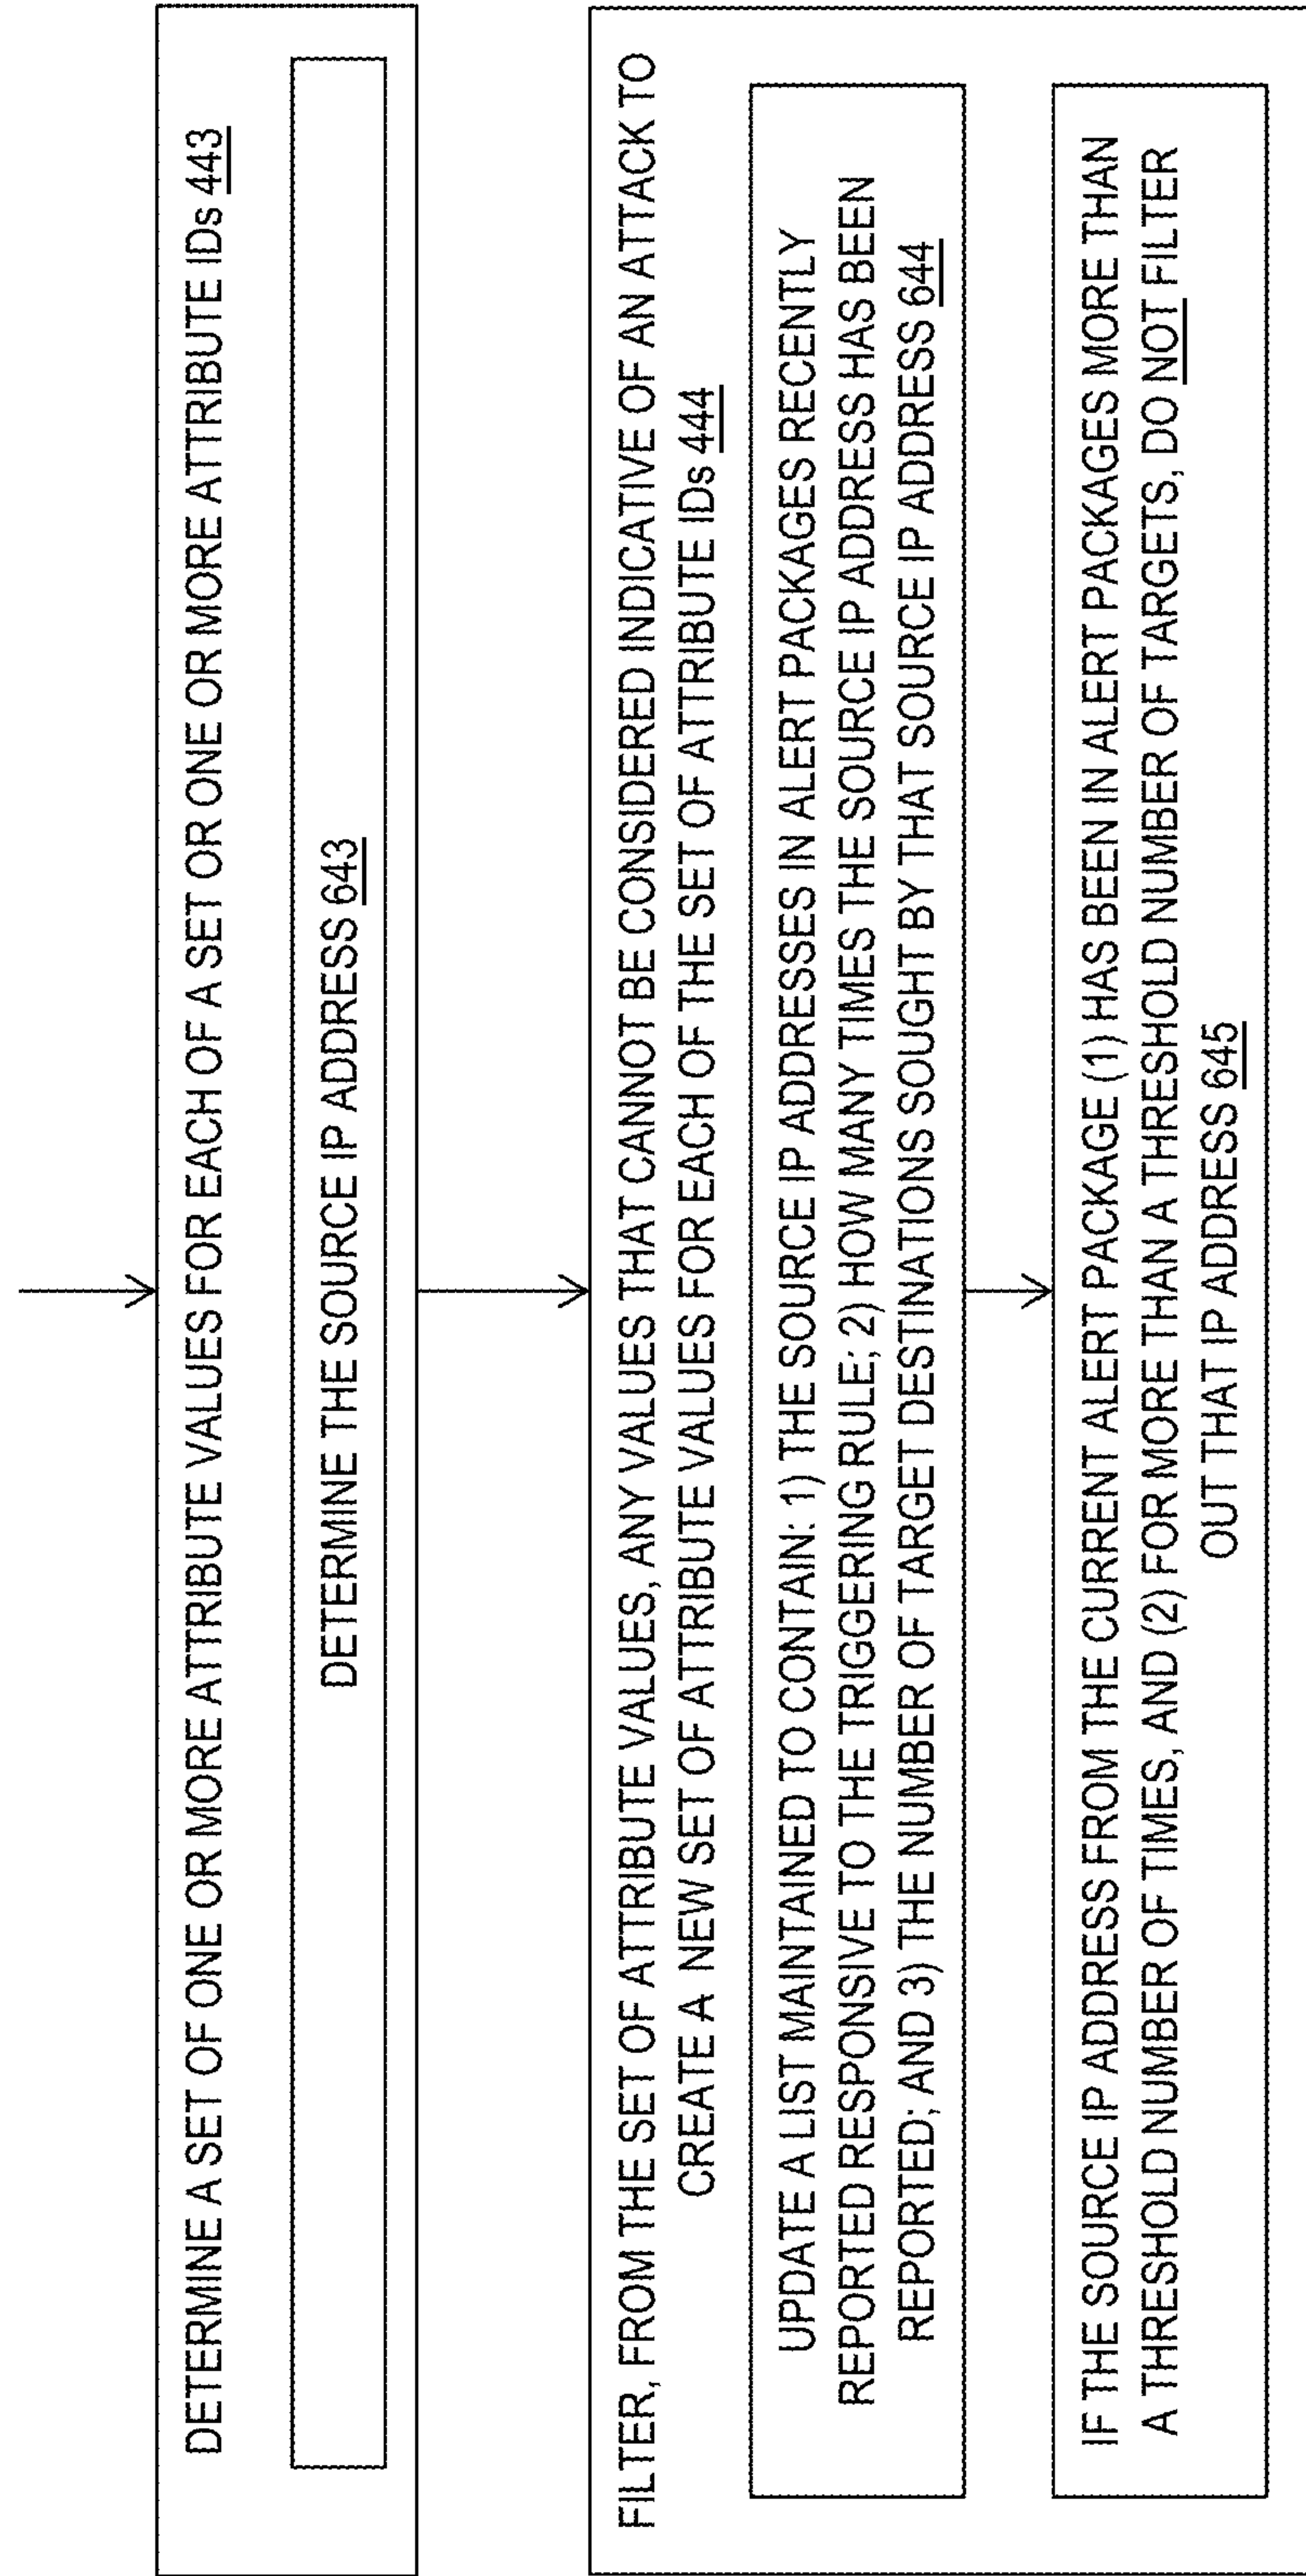 DETERMINE A SET OF ONE OR MORE ATTRIBUTE VALUES FOR EACH OF A SET OR ONE OR MORE ATTRIBUTE IDs 443
DETERMINE THE SOURCE IP ADDRESS 643
FILTER, FROM THE SET OF ATTRIBUTE VALUES, ANY VALUES THAT CANNOT BE CONSIDERED INDICATIVE OF AN ATTACK TO
CREATE A NEW SET OF ATTRIBUTE VALUES FOR EACH OF THE SET OF ATTRIBUTE IDs 444
UPDATE A LIST MAINTAINED TO CONTAIN: 1) THE SOURCE IP ADDRESSES IN ALERT PACKAGES RECENTLY
REPORTED RESPONSIVE TO THE TRIGGERING RULE; 2) HOW MANY TIMES THE SOURCE IP ADDRESS HAS BEEN
REPORTED; AND 3) THE NUMBER OF TARGET DESTINATIONS SOUGHT BY THAT SOURCE IP ADDRESS 644
IF THE SOURCE IP ADDRESS FROM THE CURRENT ALERT PACKAGE (1) HAS BEEN IN ALERT PACKAGES MORE THAN
A THRESHOLD NUMBER OF TIMES, AND (2) FOR MORE THAN A THRESHOLD NUMBER OF TARGETS, DO NOT FILTER
OUT THAT IP ADDRESS 645